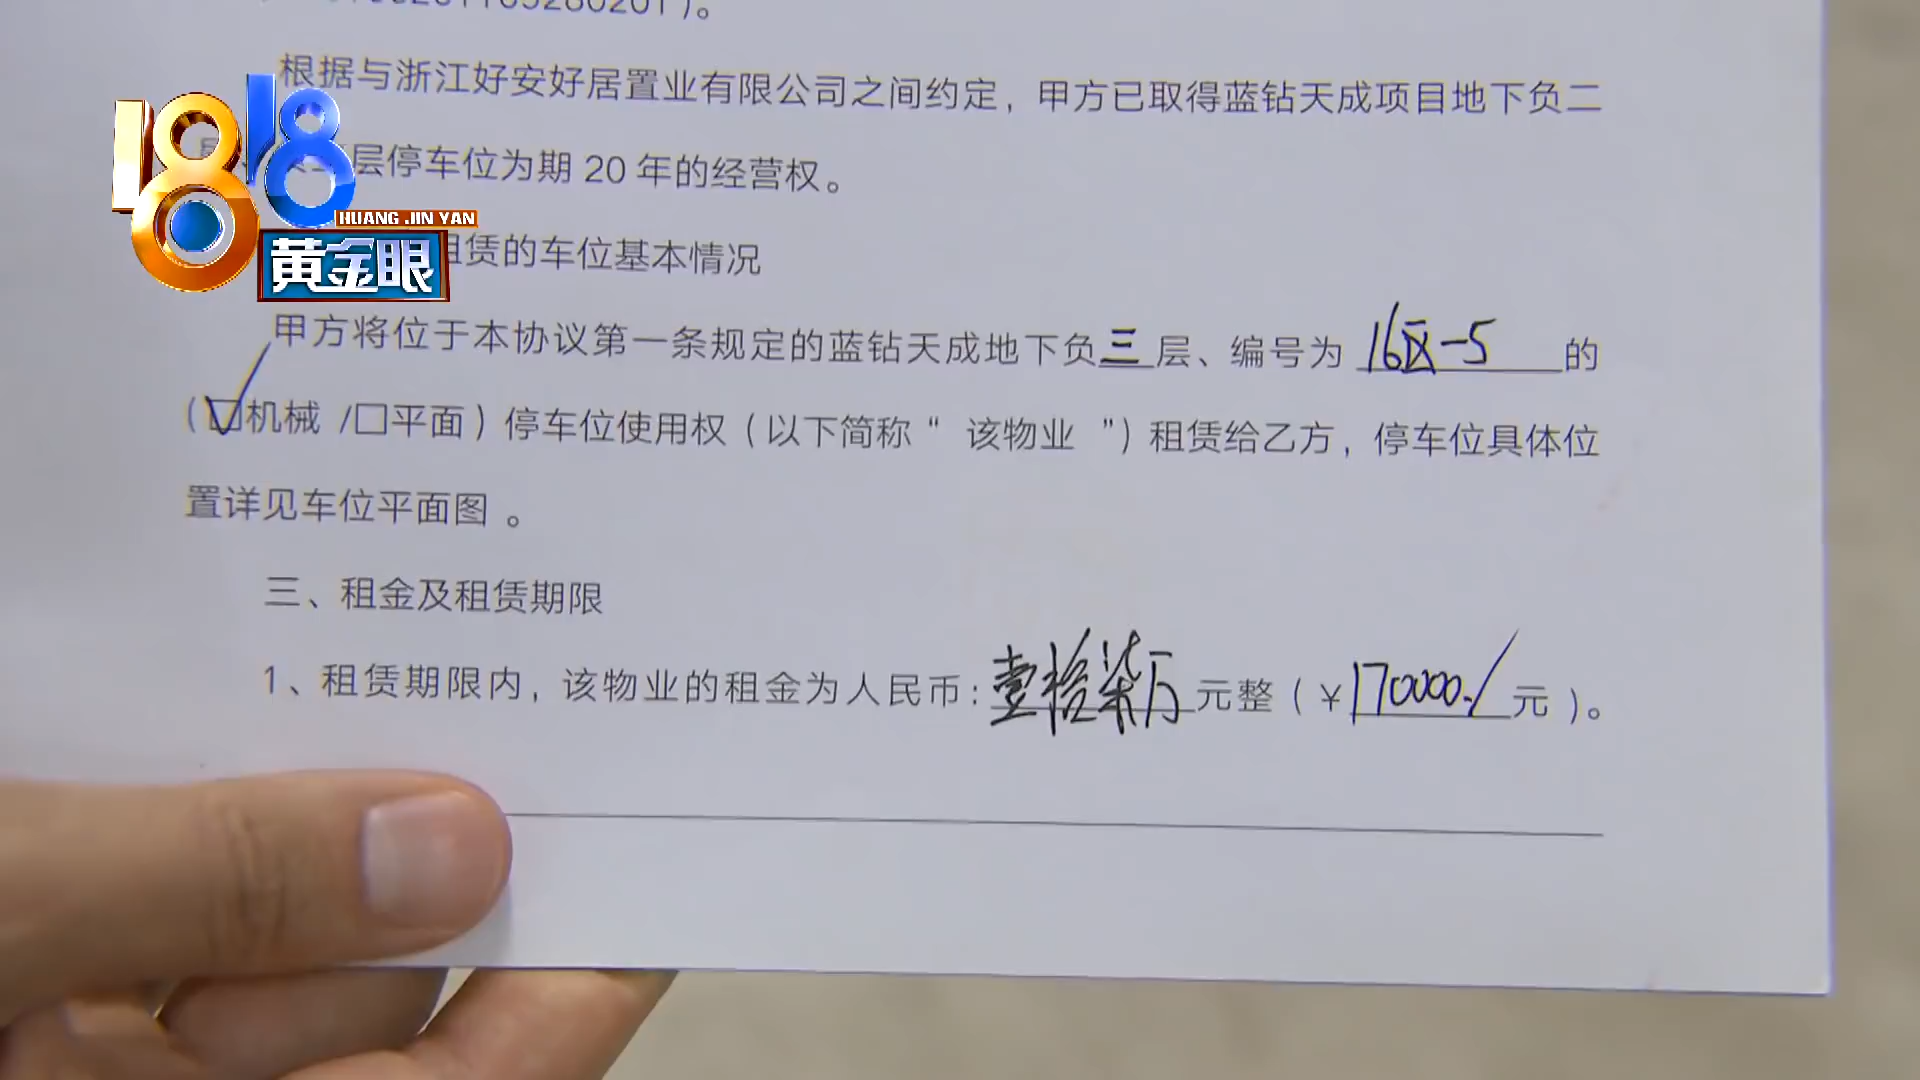 )。
根据与浙江好安好居置业有限公司之间约定，甲方已取得蓝钻天成项目地下负二
层停车位为期 20 年的经营权。
租赁的车位基本情况
甲方将位于本协议第一条规定的蓝钻天成地下负三层、编号为 16区-5 的
（☑机械 /□平面）停车位使用权（以下简称“ 该物业 ”）租赁给乙方，停车位具体位
置详见车位平面图 。
三、租金及租赁期限
1、租赁期限内，该物业的租金为人民币：壹拾柒万元整（￥170000./元 ）。
1818
HUANG JIN YAN
黄金眼